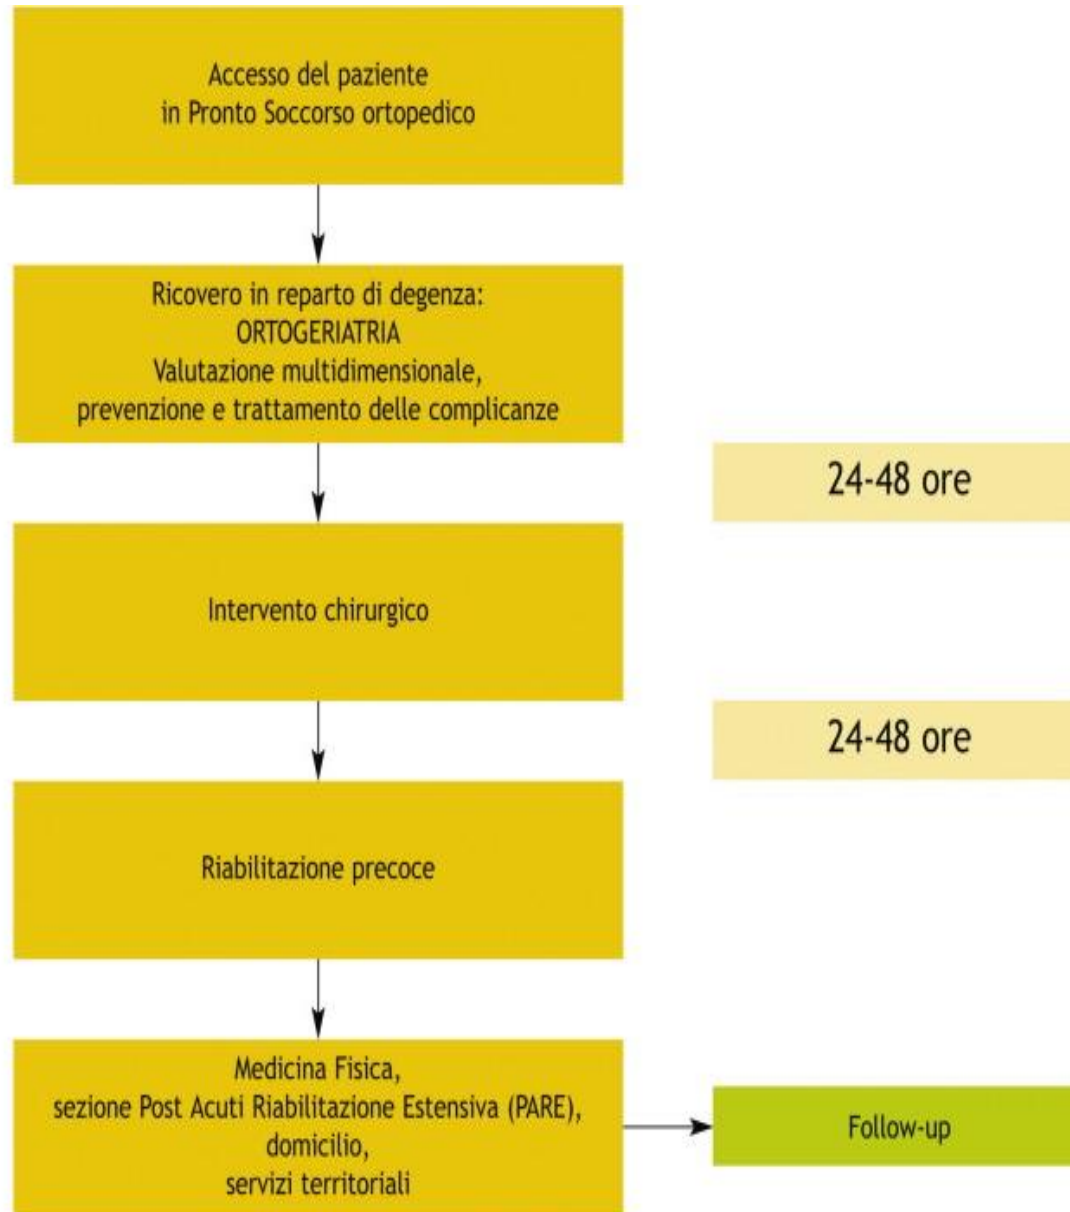 Accesso del paziente
in Pronto Soccorso ortopedico
Ricovero in reparto di degenza:
ORTOGERIATRIA
Valutazione multidimensionale,
prevenzione e trattamento delle complicanze
24-48 ore
Intervento chirurgico
24-48 ore
Riabilitazione precoce
Medicina Fisica,
sezione Post Acuti Riabilitazione Estensiva (PARE),
domicilio,
servizi territoriali
Follow-up